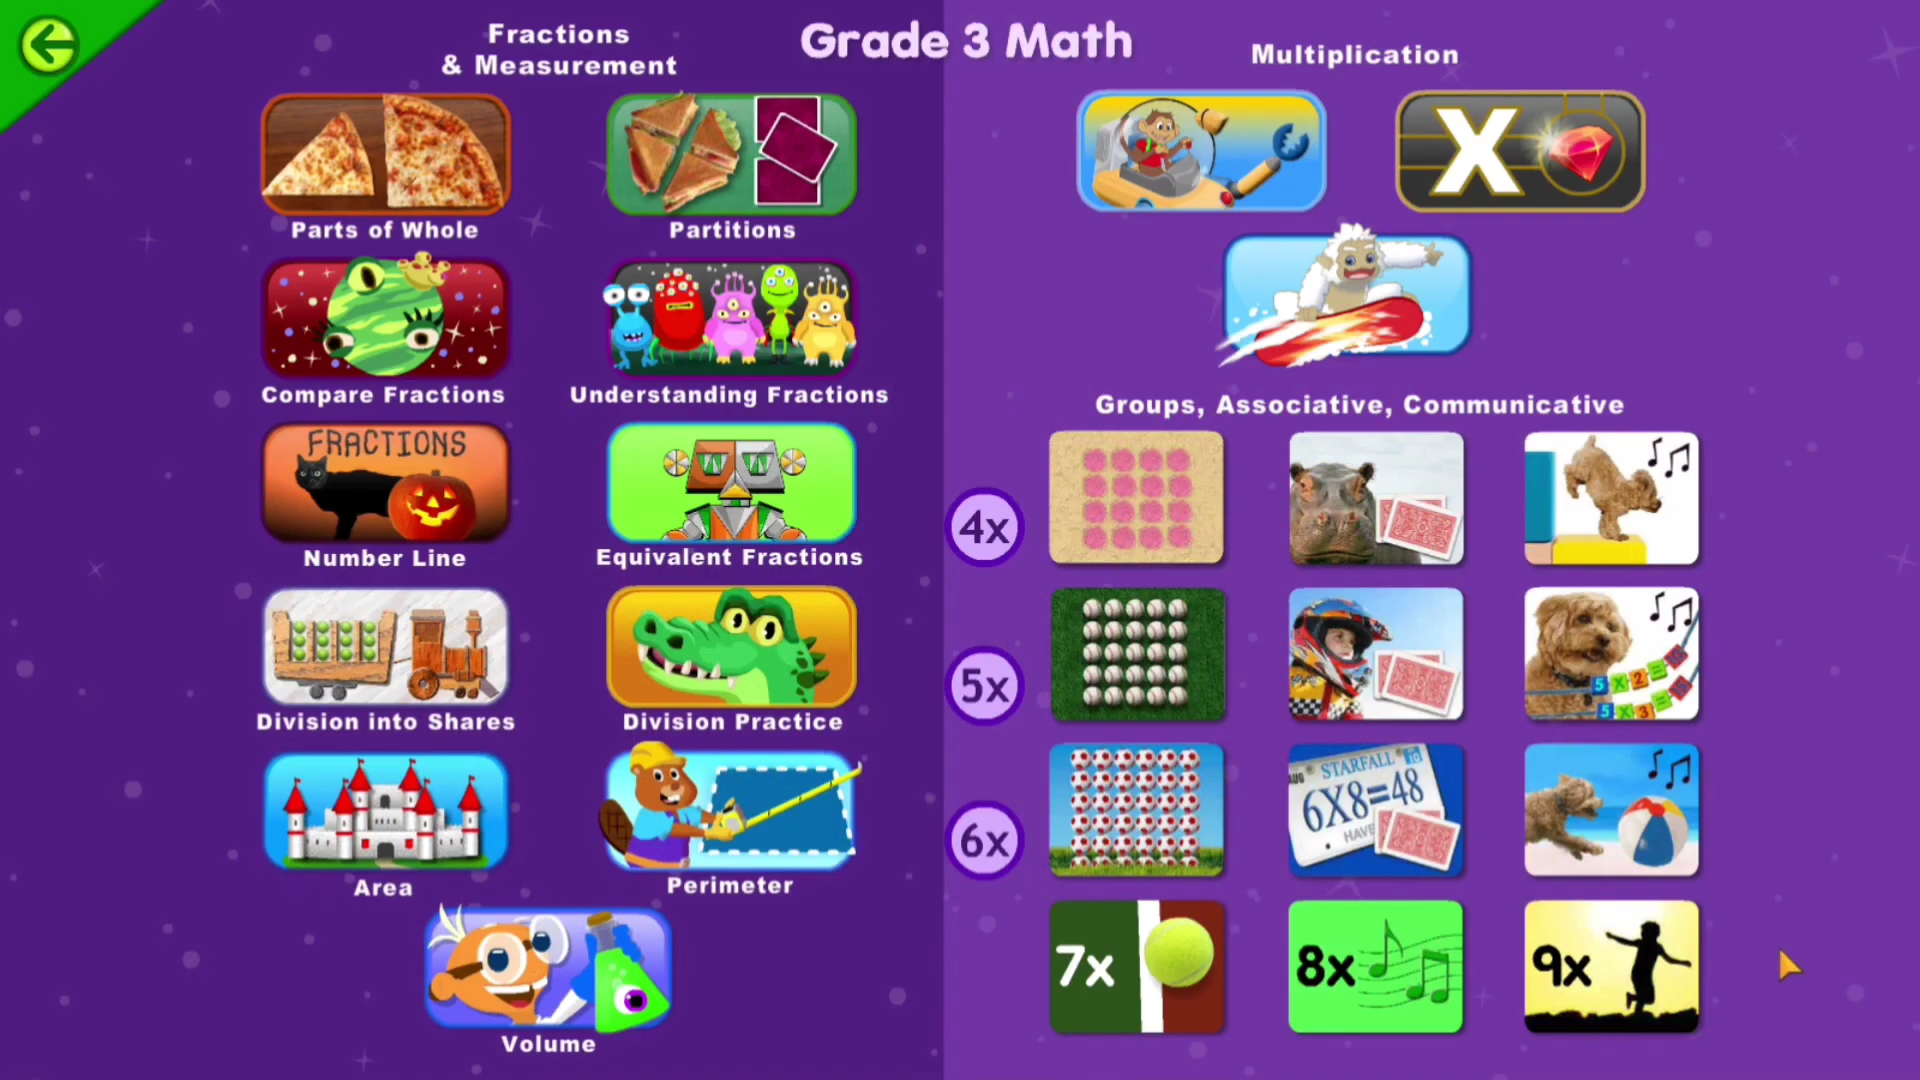 Grade 3 Math
Fractions
& Measurement
Parts of Whole
Partitions
Compare Fractions
Understanding Fractions
FRACTIONS
Number Line
Equivalent Fractions
Division into Shares
Division Practice
Area
Perimeter
Volume
Multiplication
X
Groups, Associative, Communicative
4x
5x
5 X 2 =
5 X 3 =
6x
AUG STARFALL 10
6X8=48
HAVE
7x
8x
9x